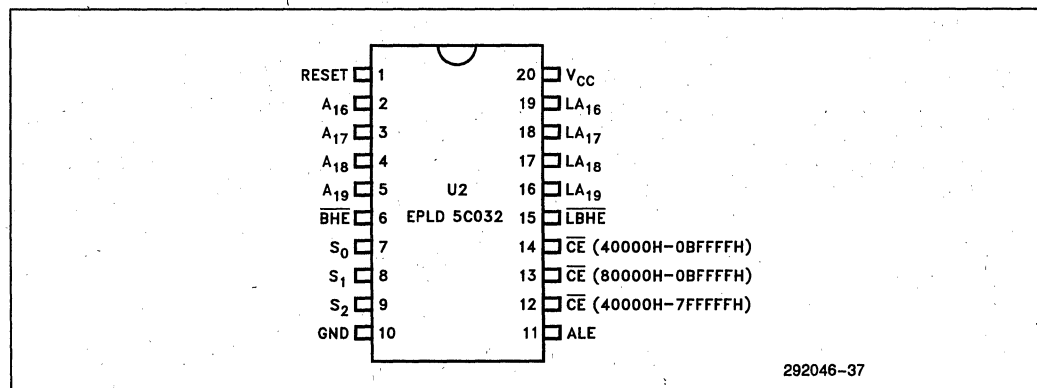 RESET 1 20 VCC
A16 2 19 LA16
A17 3 18 LA17
A18 4 17 LA18
A19 5 U2 16 LA19
BHE 6 EPLD 5C032 15 LBHE
S0 7 14 CE (40000H-0BFFFFH)
S1 8 13 CE (80000H-0BFFFFH)
S2 9 12 CE (40000H-7FFFFFH)
GND 10 11 ALE
292046-37